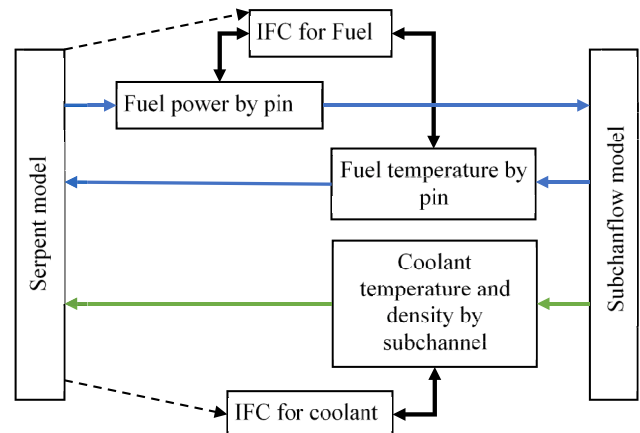 IFC for Fuel
Fuel power by pin
Fuel temperature by
pin
Coolant
temperature and
density by
subchannel
IFC for coolant
Serpent model
Subchanflow model